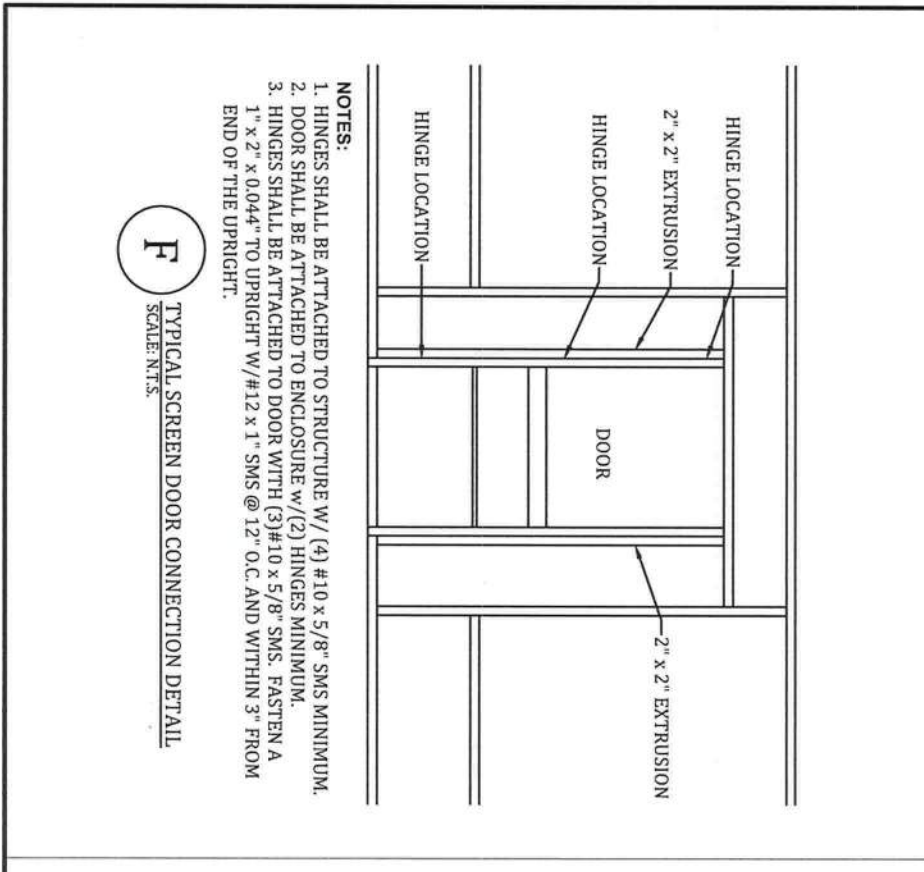 HINGE LOCATION
2" x 2" EXTRUSION
HINGE LOCATION
HINGE LOCATION
DOOR
2" x 2" EXTRUSION
NOTES:
1. HINGES SHALL BE ATTACHED TO STRUCTURE W/ (4) #10 x 5/8" SMS MINIMUM.
2. DOOR SHALL BE ATTACHED TO ENCLOSURE w/(2) HINGES MINIMUM.
3. HINGES SHALL BE ATTACHED TO DOOR WITH (3)#10 x 5/8" SMS. FASTEN A
1" x 2" x 0.044" TO UPRIGHT W/#12 x 1" SMS @ 12" O.C. AND WITHIN 3" FROM
END OF THE UPRIGHT.
F
TYPICAL SCREEN DOOR CONNECTION DETAIL
SCALE: N.T.S.